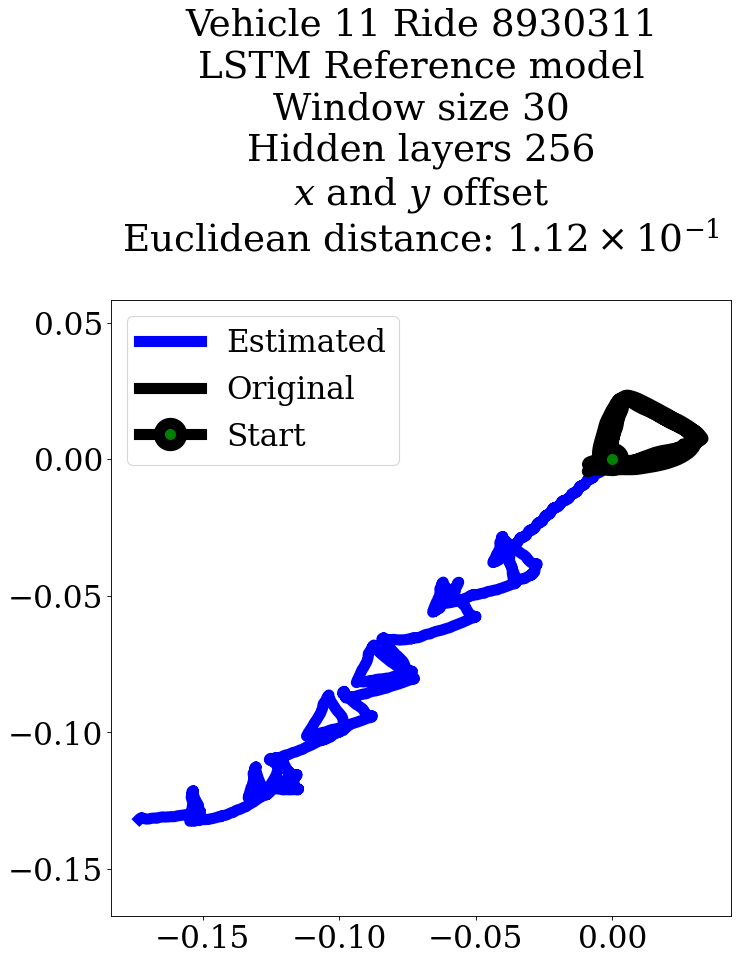 Vehicle 11 Ride 8930311
LSTM Reference model
Window size 30
Hidden layers 256
x and y offset
Euclidean distance: 1.12 × 10⁻¹
Estimated
Original
Start
0.05
0.00
−0.05
−0.10
−0.15
−0.15 −0.10 −0.05 0.00